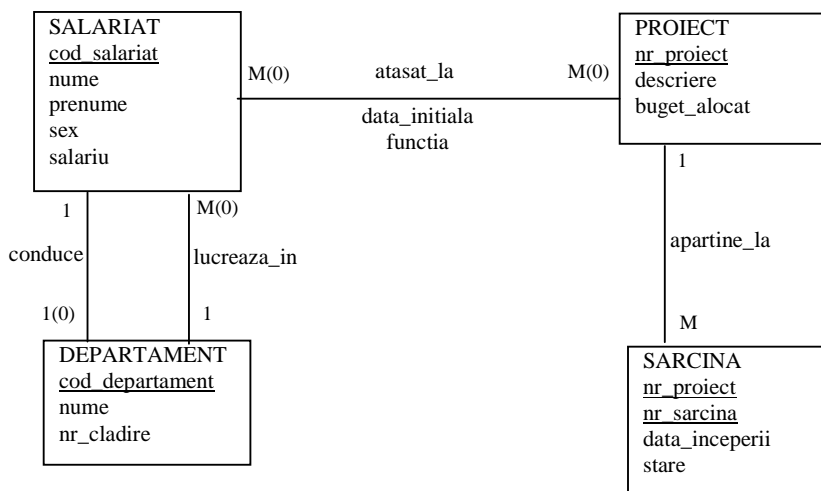 SALARIAT
cod_salariat
nume
prenume
sex
salariu
M(0)
atasat_la
M(0)
data_initiala
functia
PROIECT
nr_proiect
descriere
buget_alocat
1
M(0)
1
conduce
lucreaza_in
apartine_la
1(0)
1
M
DEPARTAMENT
cod_departament
nume
nr_cladire
SARCINA
nr_proiect
nr_sarcina
data_inceperii
stare